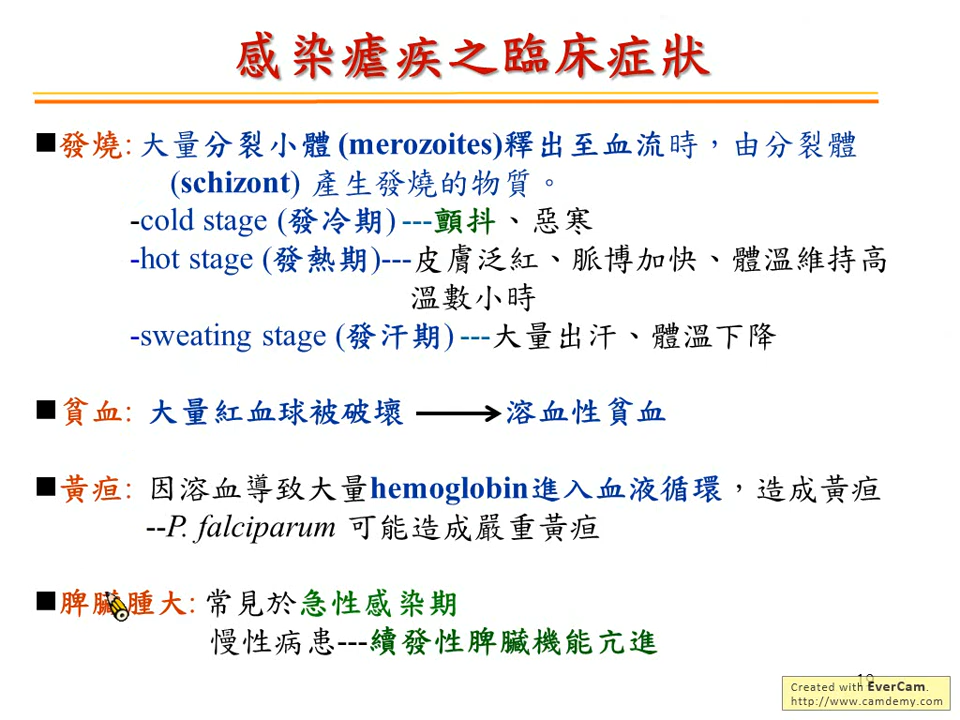 感染瘧疾之臨床症狀
發燒: 大量分裂小體 (merozoites)釋出至血流時，由分裂體
(schizont) 產生發燒的物質。
-cold stage (發冷期) ---顫抖、惡寒
-hot stage (發熱期)---皮膚泛紅、脈博加快、體溫維持高
溫數小時
-sweating stage (發汗期) ---大量出汗、體溫下降
貧血: 大量紅血球被破壞 ⟶ 溶血性貧血
黃疸: 因溶血導致大量hemoglobin進入血液循環，造成黃疸
--P. falciparum 可能造成嚴重黃疸
脾臟腫大: 常見於急性感染期
慢性病患---續發性脾臟機能亢進
Created with EverCam.
http://www.camdemy.com